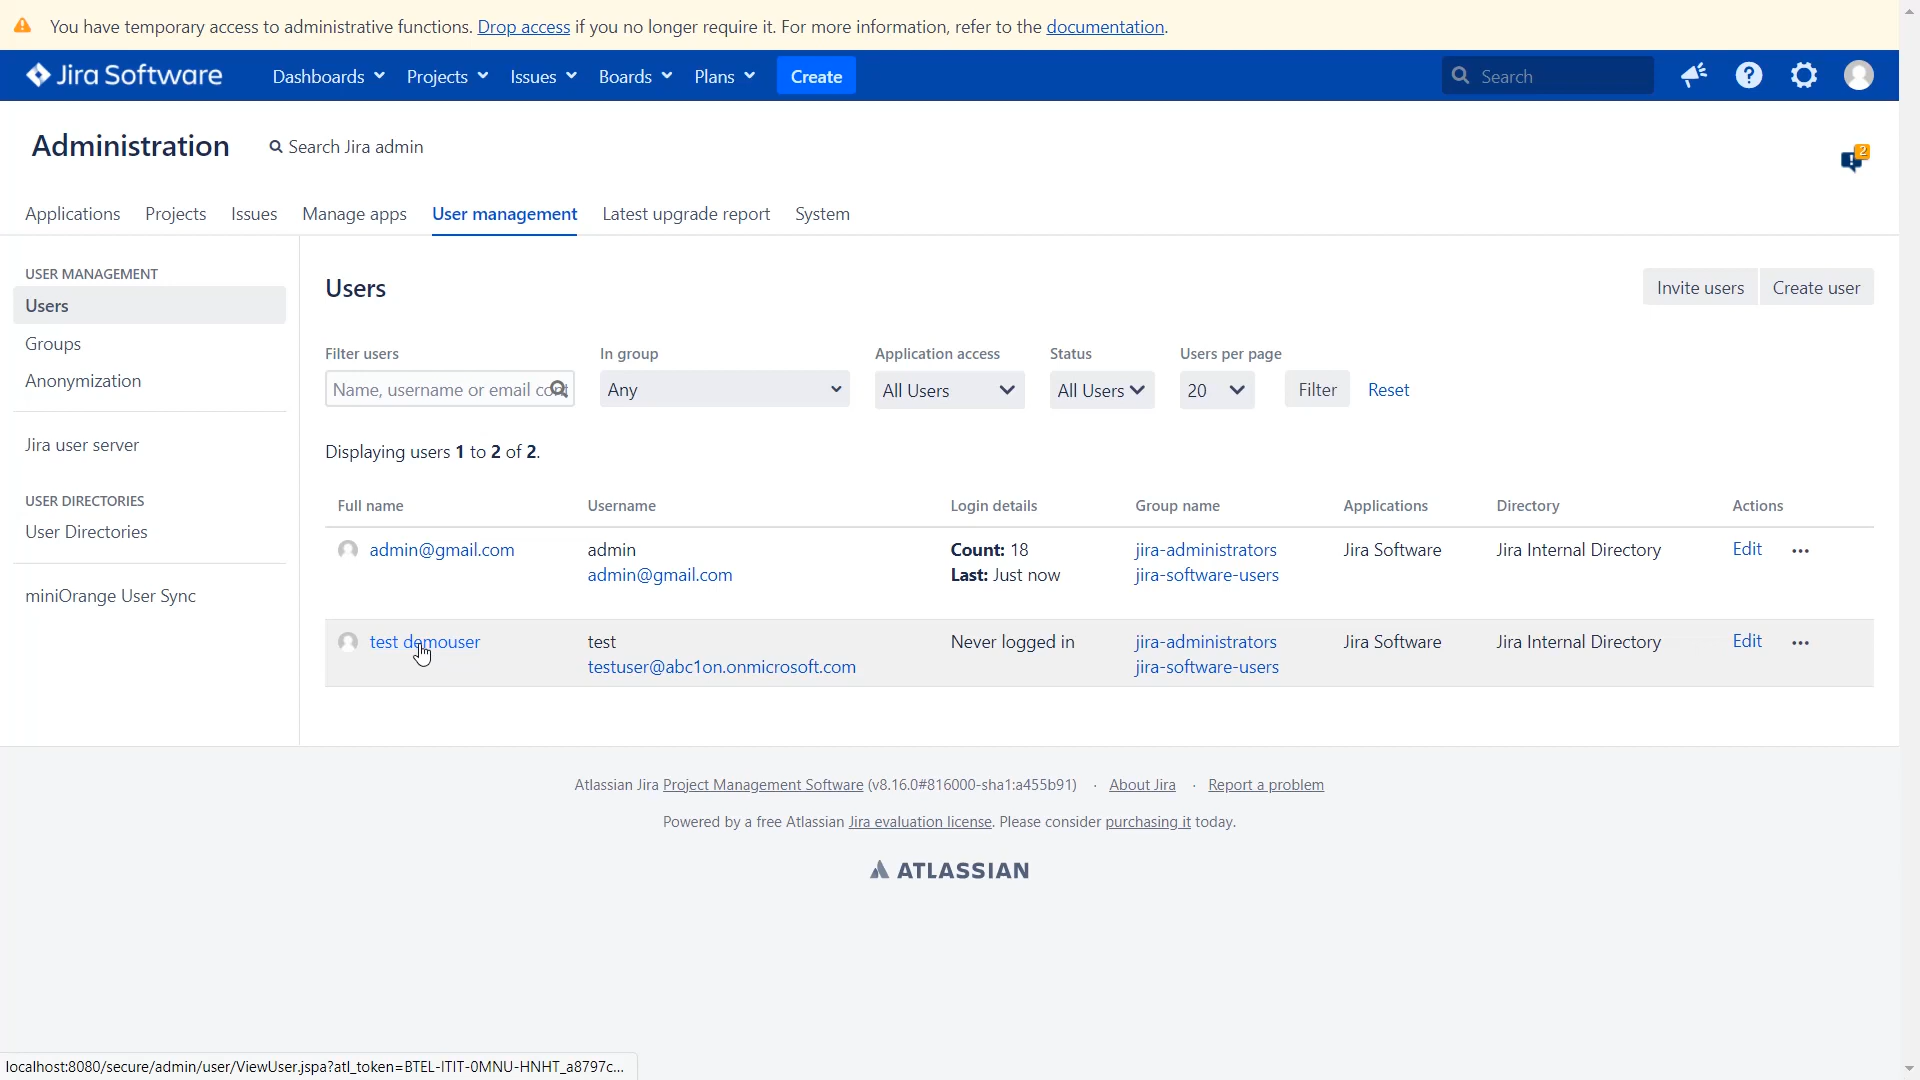 You have temporary access to administrative functions. Drop access if you no longer require it. For more information, refer to the documentation.
Jira Software Dashboards Projects Issues Boards Plans Create Search
Administration Search Jira admin
2
Applications Projects Issues Manage apps User management Latest upgrade report System
USER MANAGEMENT
Users
Groups
Anonymization
Jira user server
USER DIRECTORIES
User Directories
miniOrange User Sync
Users Invite users Create user
Filter users In group Application access Status Users per page
Name, username or email cont Any All Users All Users 20 Filter Reset
Displaying users 1 to 2 of 2.
Full name Username Login details Group name Applications Directory Actions
admin@gmail.com admin Count: 18 jira-administrators Jira Software Jira Internal Directory Edit ...
admin@gmail.com Last: Just now jira-software-users
test demouser test Never logged in jira-administrators Jira Software Jira Internal Directory Edit ...
testuser@abc1on.onmicrosoft.com jira-software-users
Atlassian Jira Project Management Software (v8.16.0#816000-sha1:a455b91) · About Jira · Report a problem
Powered by a free Atlassian Jira evaluation license. Please consider purchasing it today.
ATLASSIAN
localhost:8080/secure/admin/user/ViewUser.jspa?atl_token=BTEL-ITIT-0MNU-HNHT_a8797c...